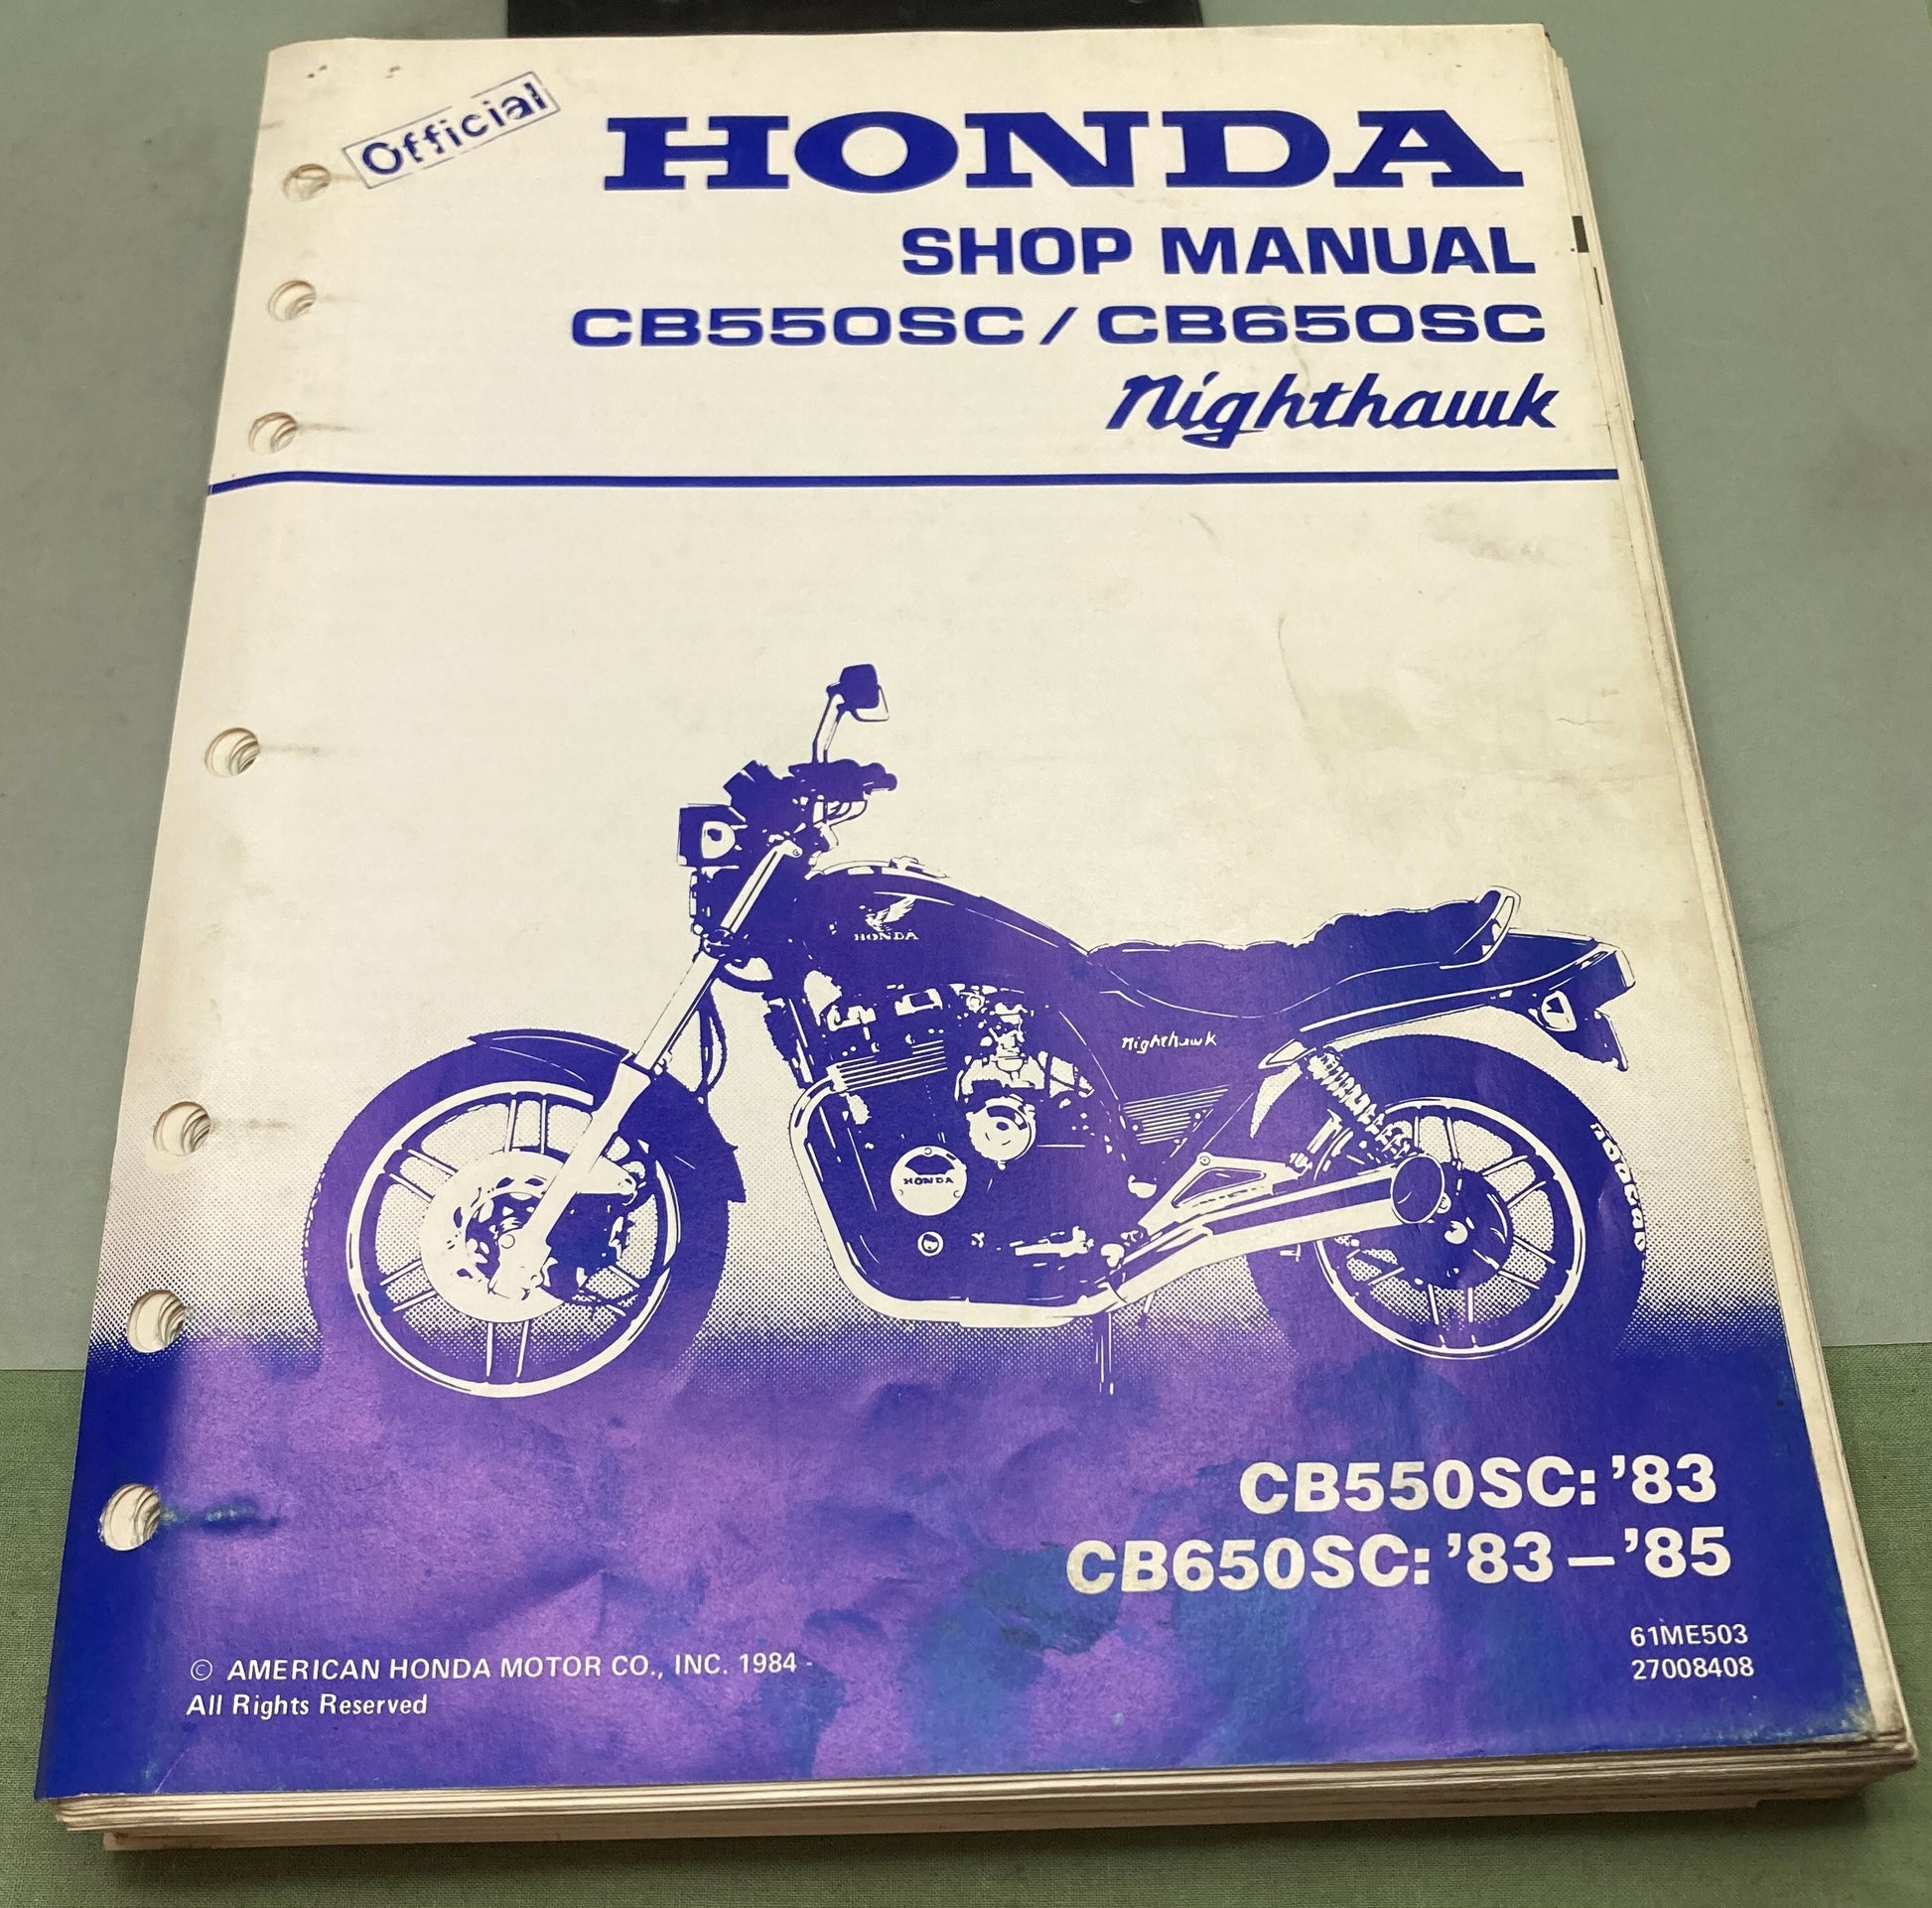 Official
HONDA
SHOP MANUAL
CB550SC/CB650SC
Nighthawk
HONDA
Nighthawk
HONDA
CB550SC: '83
CB650SC: '83–'85
61ME503
27008408
© AMERICAN HONDA MOTOR CO., INC. 1984 -
All Rights Reserved